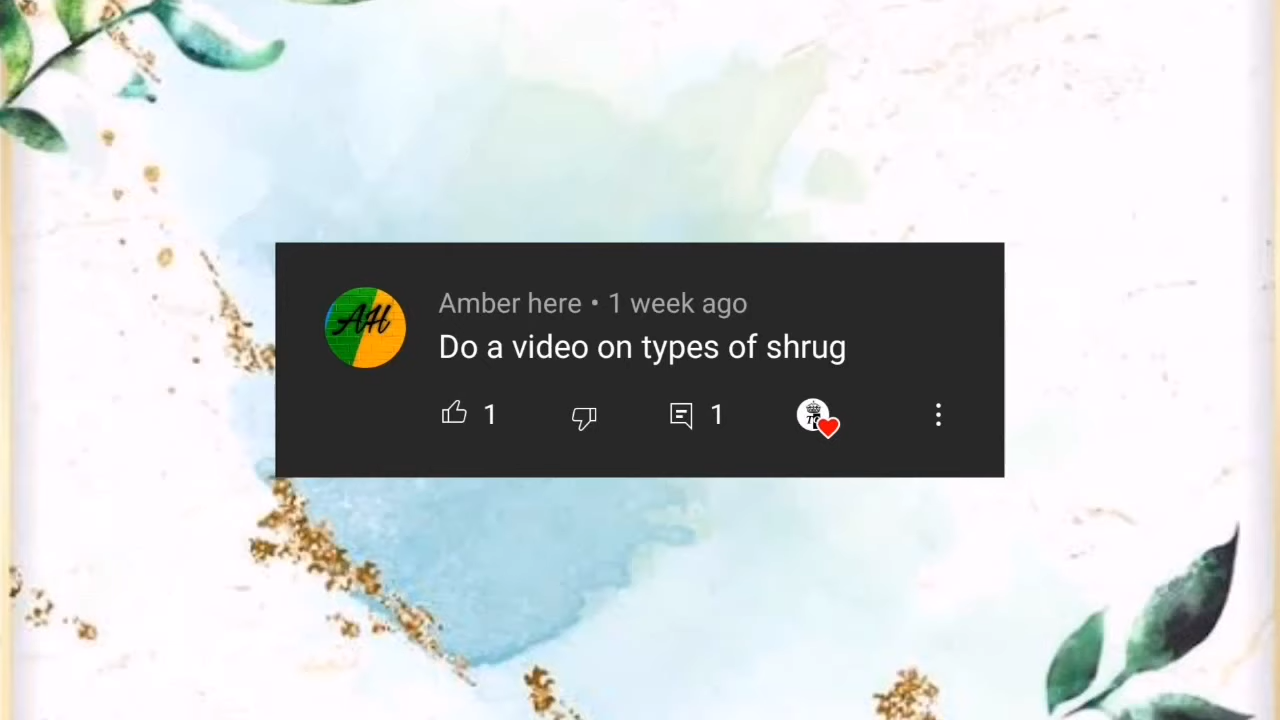 AH
Amber here • 1 week ago
Do a video on types of shrug
1 1